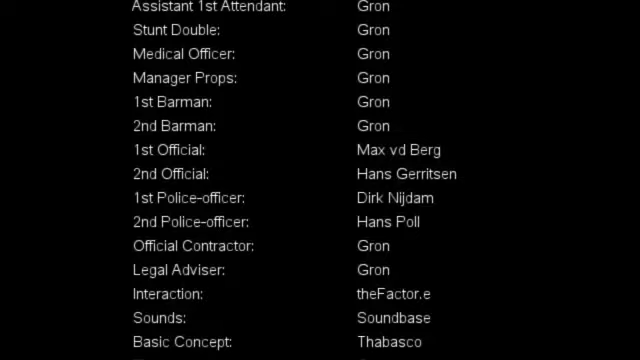 Assistant 1st Attendant: Gron
Stunt Double: Gron
Medical Officer: Gron
Manager Props: Gron
1st Barman: Gron
2nd Barman: Gron
1st Official: Max vd Berg
2nd Official: Hans Gerritsen
1st Police-officer: Dirk Nijdam
2nd Police-officer: Hans Poll
Official Contractor: Gron
Legal Adviser: Gron
Interaction: theFactor.e
Sounds: Soundbase
Basic Concept: Thabasco